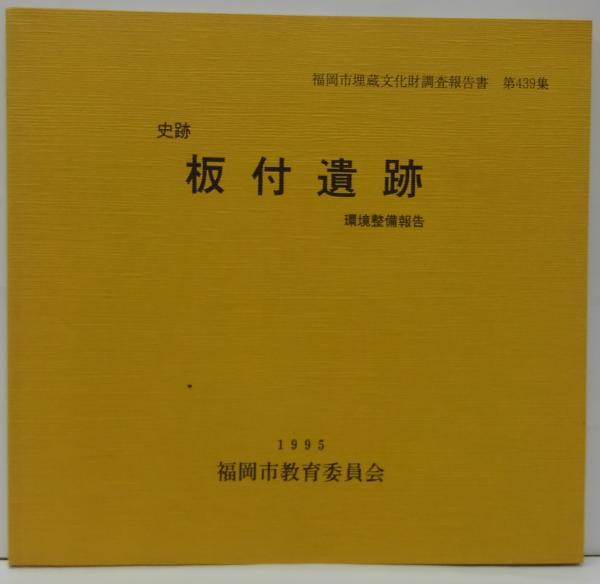 福岡市埋蔵文化財調査報告書　第439集
史跡
板付遺跡
環境整備報告
1995
福岡市教育委員会